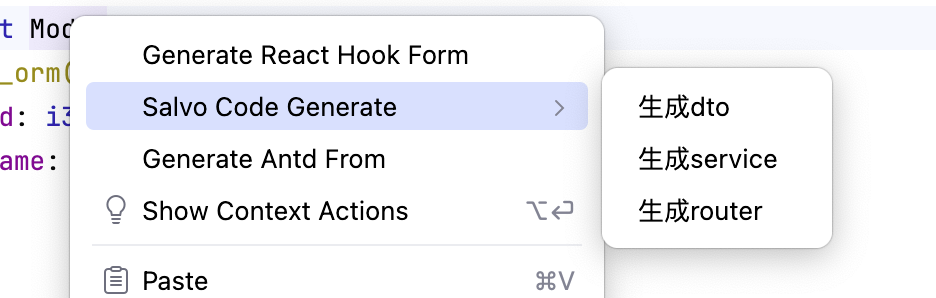 t Mod
Generate React Hook Form
_orm(
Salvo Code Generate
生成dto
d: i3
Generate Antd From
生成service
ame:
Show Context Actions ⌥↩
生成router
Paste ⌘V